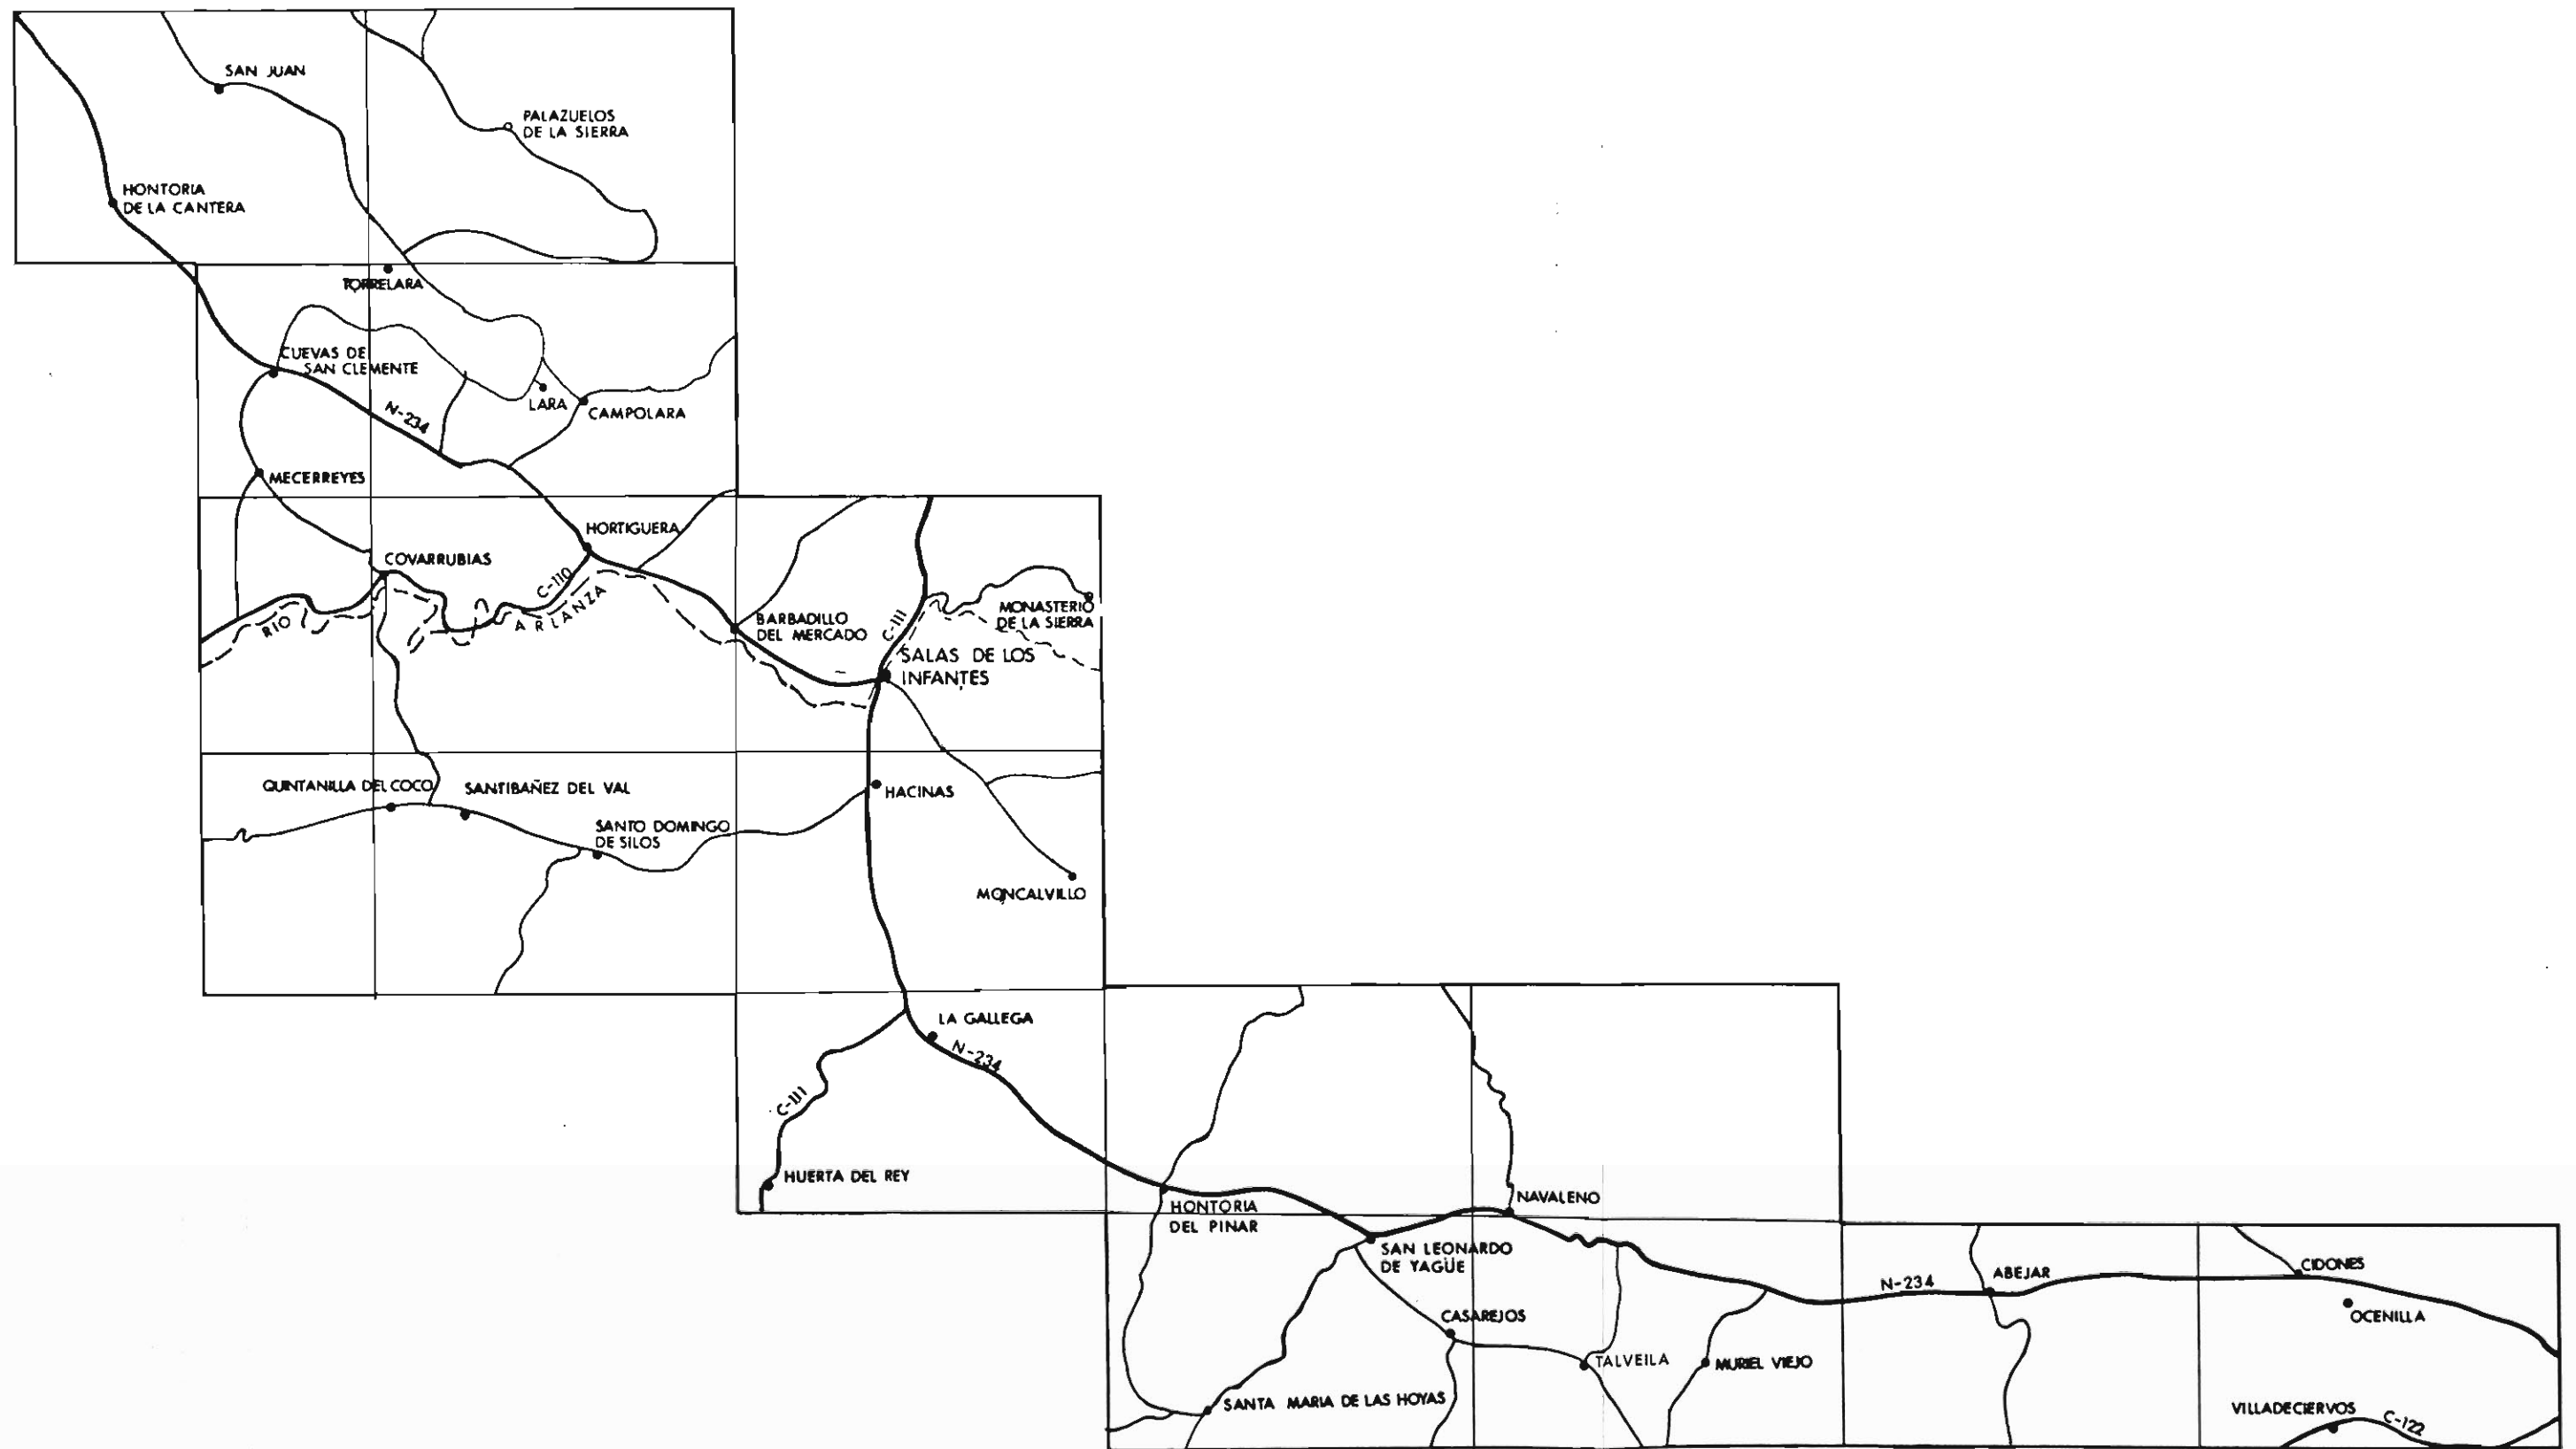 SAN JUAN
PALAZUELOS
DE LA SIERRA
HONTORIA
DE LA CANTERA
TORRELARA
CUEVAS DE
SAN CLEMENTE
LARA
CAMPOLARA
N-234
MECERREYES
HORTIGUERA
COVARRUBIAS
C-110
RIO
ARLANZA
BARBADILLO
DEL MERCADO
C-111
MONASTERIO
DE LA SIERRA
SALAS DE LOS
INFANTES
QUINTANILLA DEL COCO
SANTIBAÑEZ DEL VAL
HACINAS
SANTO DOMINGO
DE SILOS
MONCALVILLO
LA GALLEGA
N-234
C-111
HUERTA DEL REY
HONTORIA
DEL PINAR
NAVALENO
SAN LEONARDO
DE YAGÜE
N-234
ABEJAR
CIDONES
OCENILLA
CASAREJOS
TALVEILA
MURIEL VIEJO
SANTA MARIA DE LAS HOYAS
VILLADECIERVOS
C-122